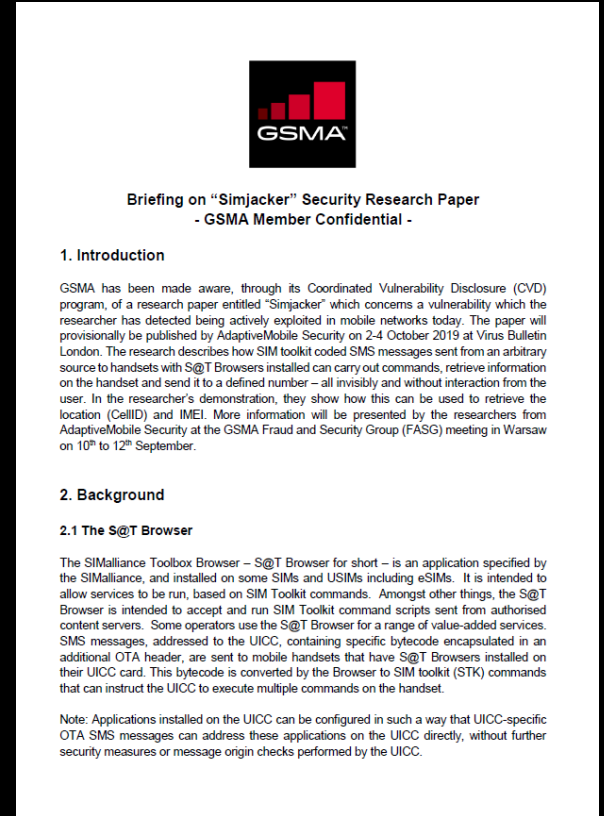 GSMA™
Briefing on “Simjacker” Security Research Paper
- GSMA Member Confidential -
1. Introduction
GSMA has been made aware, through its Coordinated Vulnerability Disclosure (CVD)
program, of a research paper entitled “Simjacker” which concerns a vulnerability which the
researcher has detected being actively exploited in mobile networks today. The paper will
provisionally be published by AdaptiveMobile Security on 2-4 October 2019 at Virus Bulletin
London. The research describes how SIM toolkit coded SMS messages sent from an arbitrary
source to handsets with S@T Browsers installed can carry out commands, retrieve information
on the handset and send it to a defined number – all invisibly and without interaction from the
user. In the researcher’s demonstration, they show how this can be used to retrieve the
location (CellID) and IMEI. More information will be presented by the researchers from
AdaptiveMobile Security at the GSMA Fraud and Security Group (FASG) meeting in Warsaw
on 10th to 12th September.
2. Background
2.1 The S@T Browser
The SIMalliance Toolbox Browser – S@T Browser for short – is an application specified by
the SIMalliance, and installed on some SIMs and USIMs including eSIMs. It is intended to
allow services to be run, based on SIM Toolkit commands. Amongst other things, the S@T
Browser is intended to accept and run SIM Toolkit command scripts sent from authorised
content servers. Some operators use the S@T Browser for a range of value-added services.
SMS messages, addressed to the UICC, containing specific bytecode encapsulated in an
additional OTA header, are sent to mobile handsets that have S@T Browsers installed on
their UICC card. This bytecode is converted by the Browser to SIM toolkit (STK) commands
that can instruct the UICC to execute multiple commands on the handset.
Note: Applications installed on the UICC can be configured in such a way that UICC-specific
OTA SMS messages can address these applications on the UICC directly, without further
security measures or message origin checks performed by the UICC.